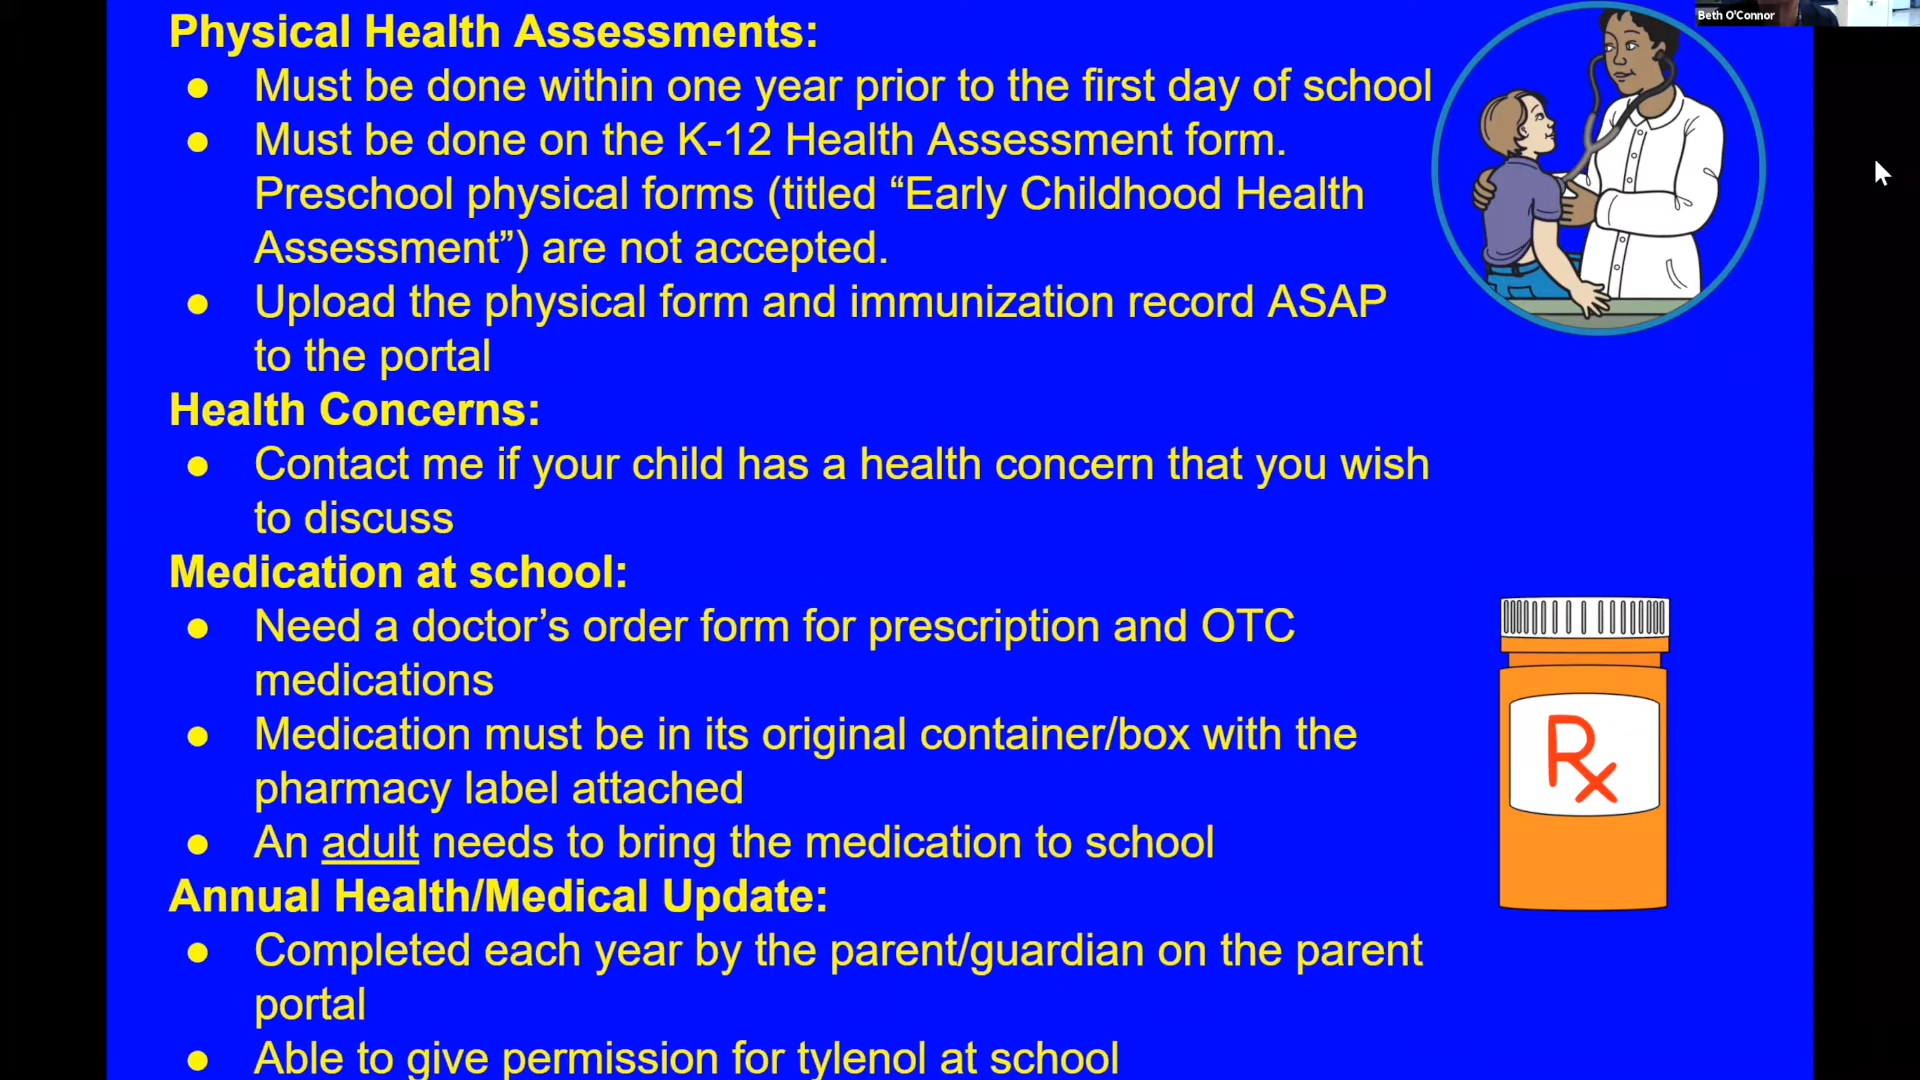 Beth O'Connor
Physical Health Assessments:
● Must be done within one year prior to the first day of school
● Must be done on the K-12 Health Assessment form.
Preschool physical forms (titled “Early Childhood Health
Assessment”) are not accepted.
● Upload the physical form and immunization record ASAP
to the portal
Health Concerns:
● Contact me if your child has a health concern that you wish
to discuss
Medication at school:
● Need a doctor’s order form for prescription and OTC
medications
● Medication must be in its original container/box with the
pharmacy label attached
● An adult needs to bring the medication to school
Rx
Annual Health/Medical Update:
● Completed each year by the parent/guardian on the parent
portal
● Able to give permission for tylenol at school